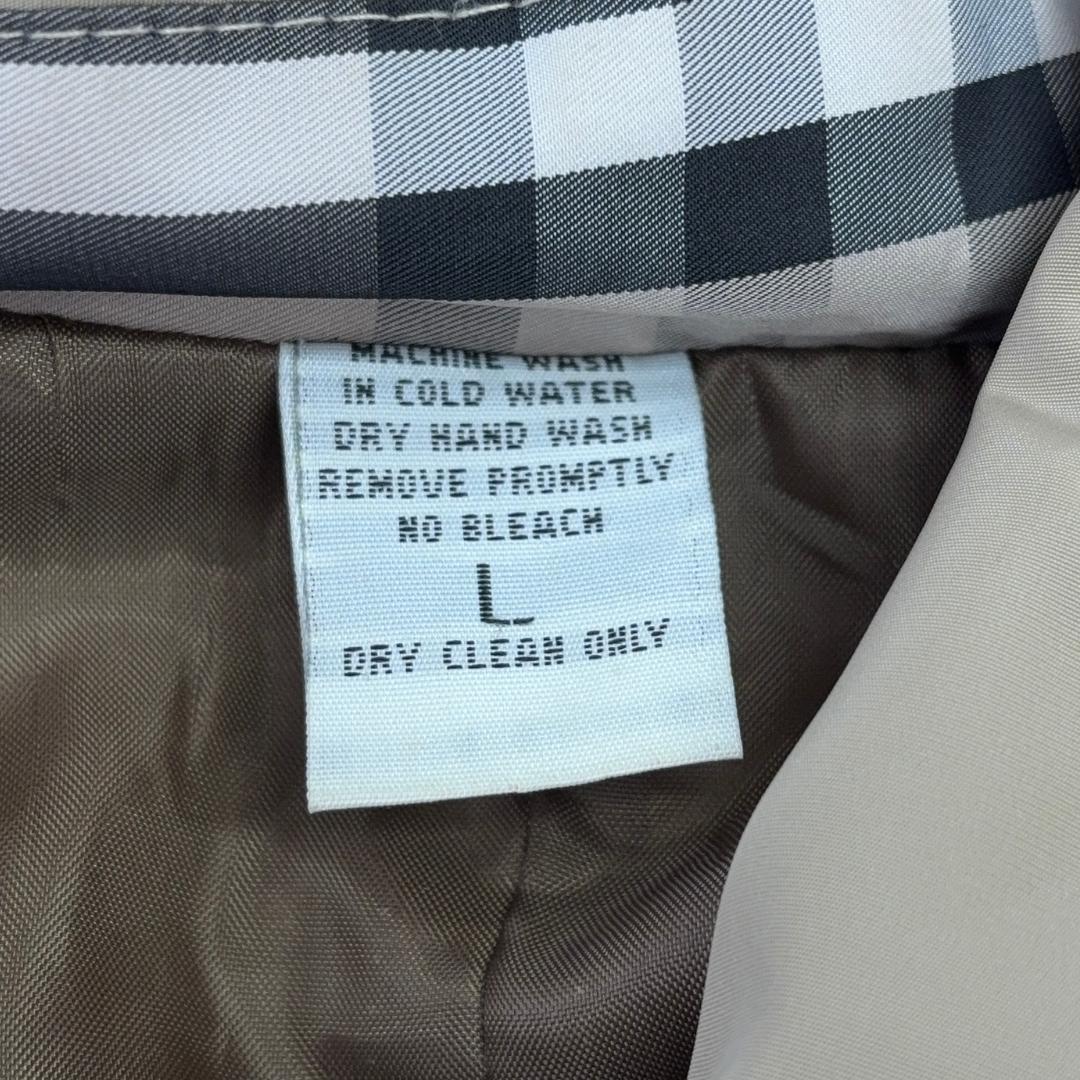 MACHINE WASH
IN COLD WATER
DRY HAND WASH
REMOVE PROMPTLY
NO BLEACH
L
DRY CLEAN ONLY